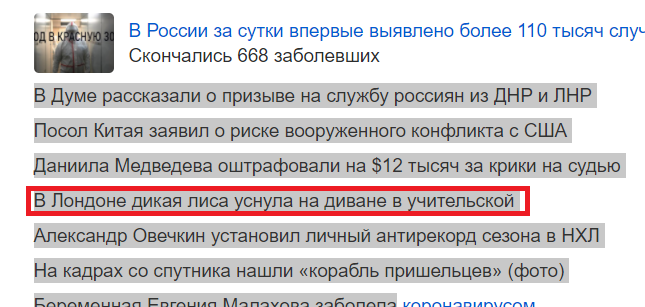 ОД В КРАСНУЮ ЗО
В России за сутки впервые выявлено более 110 тысяч случ
Скончались 668 заболевших
В Думе рассказали о призыве на службу россиян из ДНР и ЛНР
Посол Китая заявил о риске вооруженного конфликта с США
Даниила Медведева оштрафовали на $12 тысяч за крики на судью
В Лондоне дикая лиса уснула на диване в учительской
Александр Овечкин установил личный антирекорд сезона в НХЛ
На кадрах со спутника нашли «корабль пришельцев» (фото)
Беременная Евгения Малахова заболела коронавирусом